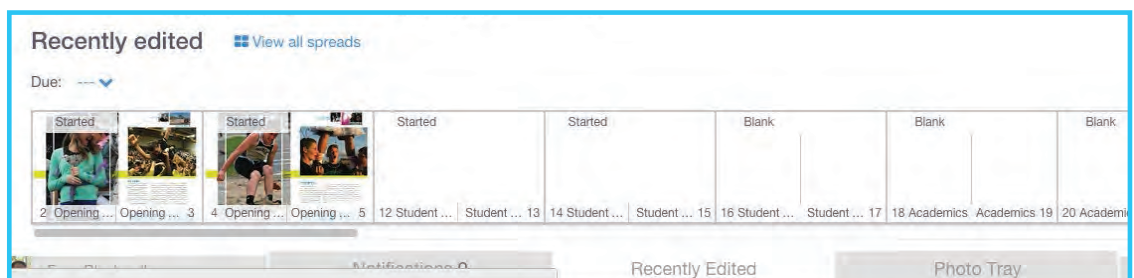 Recently edited View all spreads
Due: ---
Started Started Started Started Blank Blank Blank
2 Opening ... Opening ... 3 4 Opening ... Opening ... 5 12 Student ... Student ... 13 14 Student ... Student ... 15 16 Student ... Student ... 17 18 Academics Academics 19 20 Academi
Notifications 0 Recently Edited Photo Tray